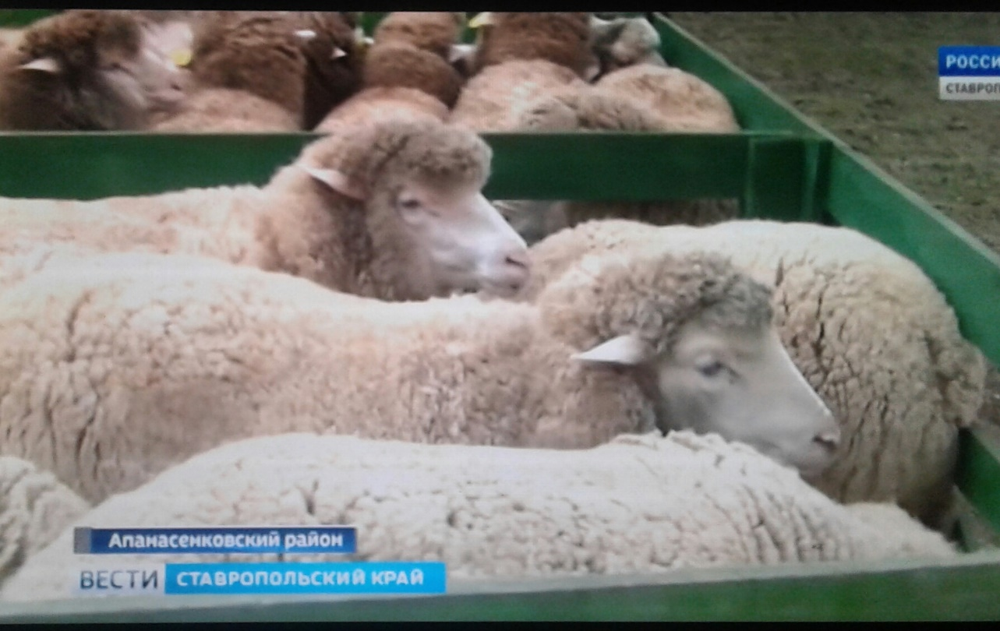 РОССИ
СТАВРОП
Апанасенковский район
ВЕСТИ СТАВРОПОЛЬСКИЙ КРАЙ